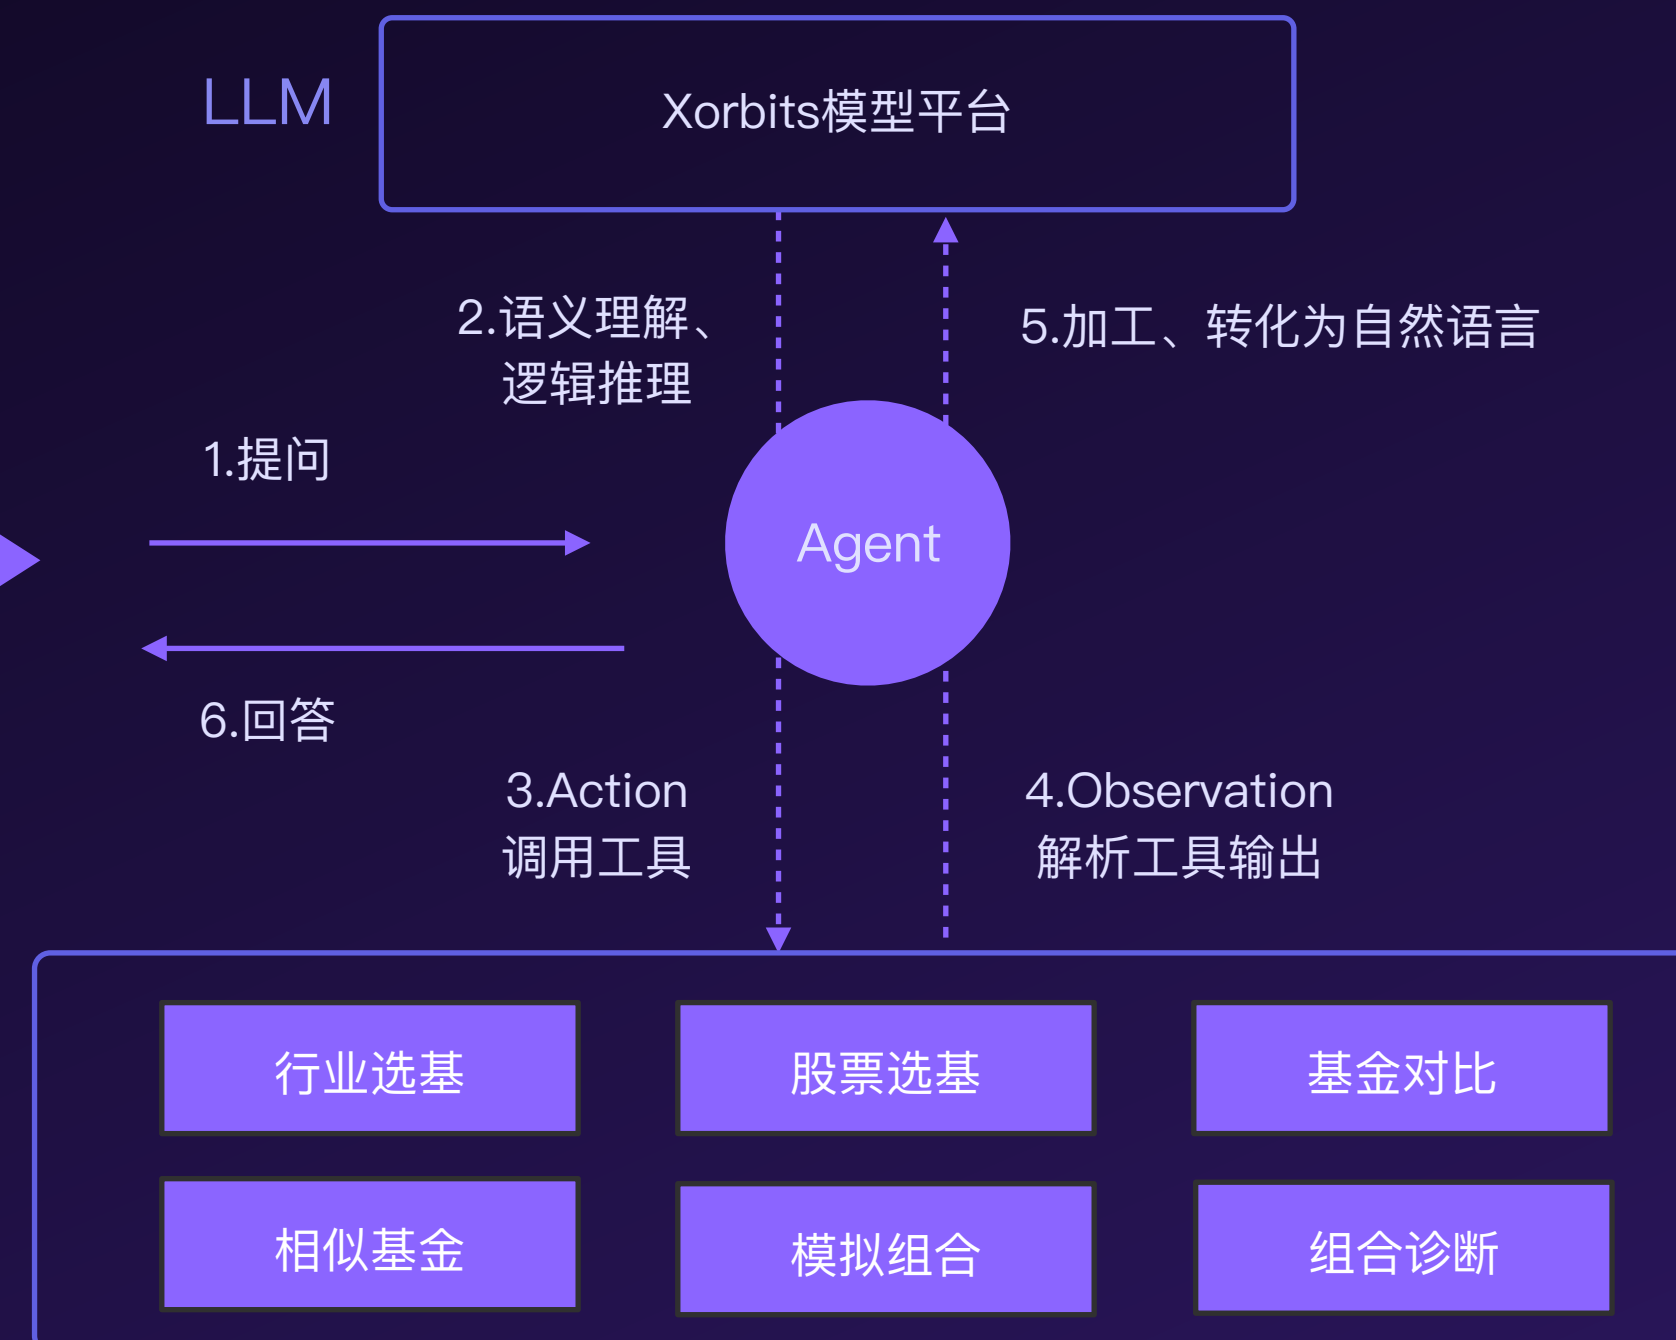 LLM
Xorbits模型平台
2.语义理解、
逻辑推理
5.加工、转化为自然语言
1.提问
Agent
6.回答
3.Action
调用工具
4.Observation
解析工具输出
行业选基
股票选基
基金对比
相似基金
模拟组合
组合诊断